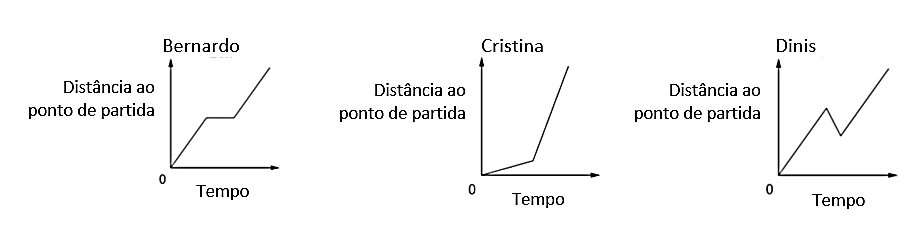 Bernardo
Distância ao
ponto de partida
0
Tempo
Cristina
Distância ao
ponto de partida
0
Tempo
Dinis
Distância ao
ponto de partida
0
Tempo